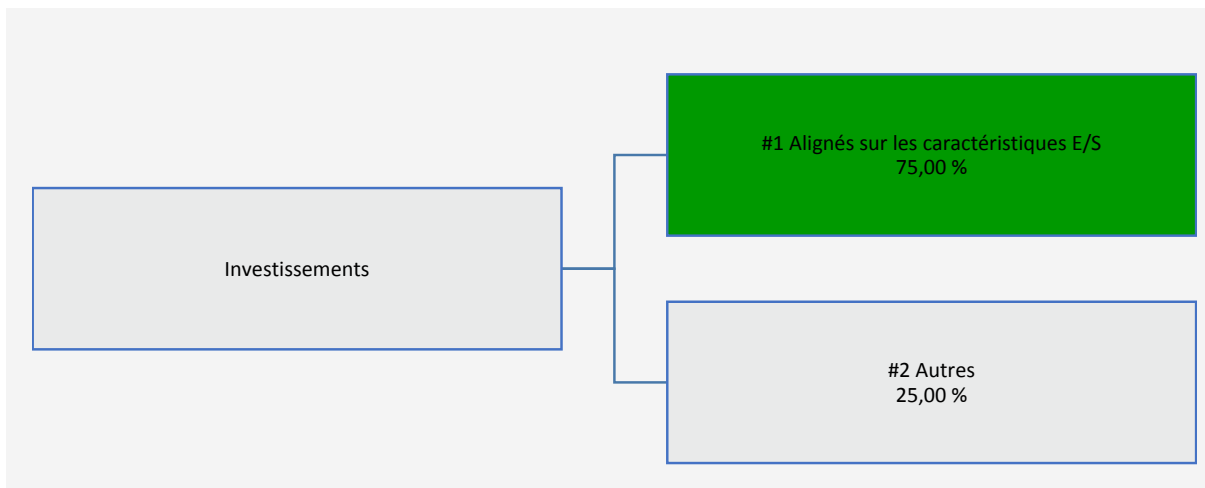 #1 Alignés sur les caractéristiques E/S
75,00 %
Investissements
#2 Autres
25,00 %